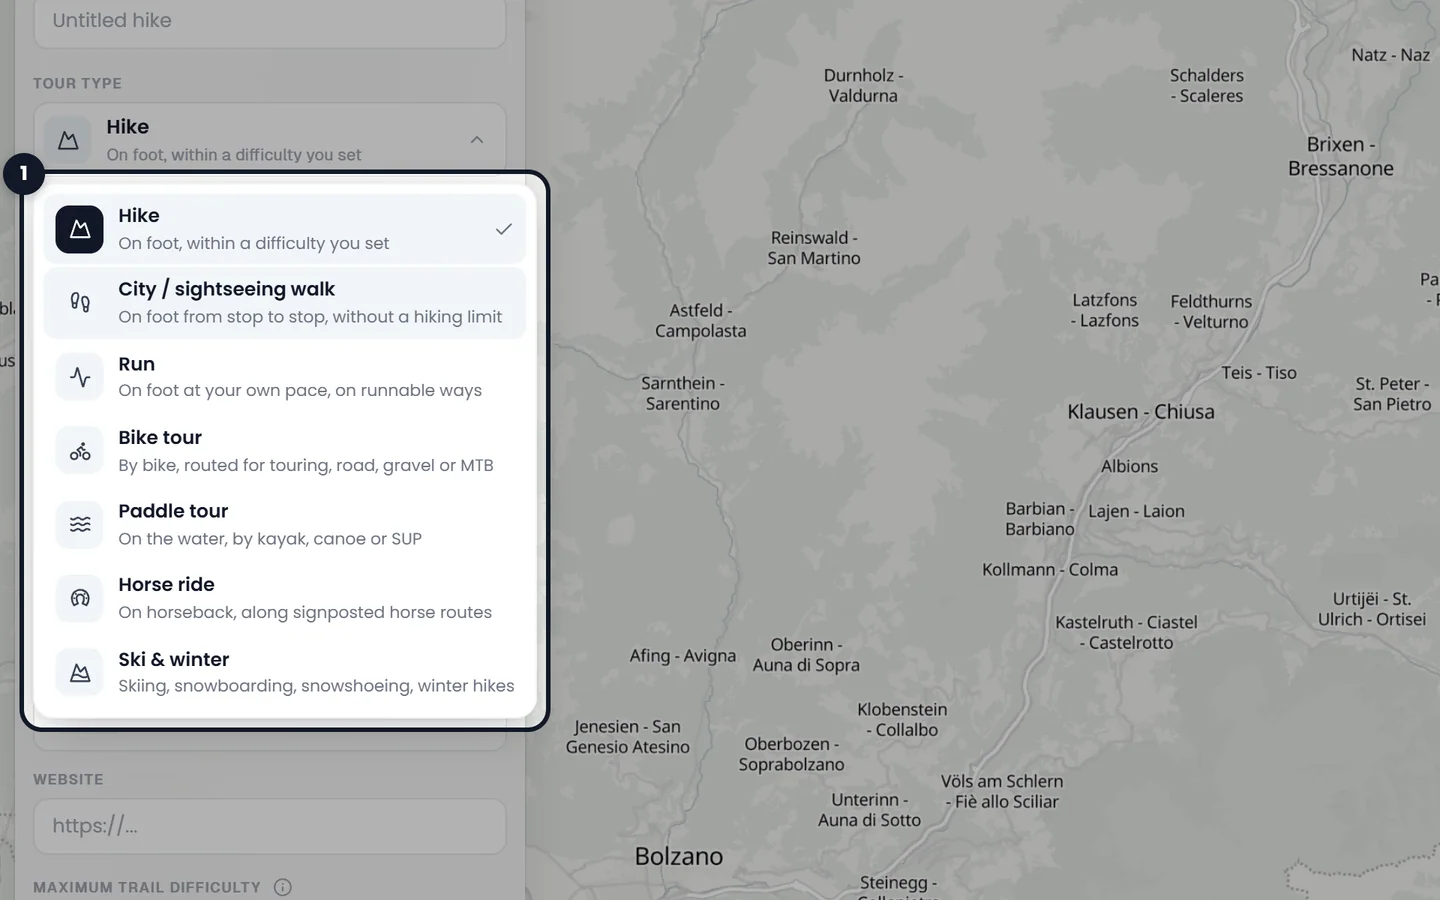 Untitled hike
TOUR TYPE
Hike
On foot, within a difficulty you set
1
Hike
On foot, within a difficulty you set
City / sightseeing walk
On foot from stop to stop, without a hiking limit
Run
On foot at your own pace, on runnable ways
Bike tour
By bike, routed for touring, road, gravel or MTB
Paddle tour
On the water, by kayak, canoe or SUP
Horse ride
On horseback, along signposted horse routes
Ski & winter
Skiing, snowboarding, snowshoeing, winter hikes
WEBSITE
https://...
MAXIMUM TRAIL DIFFICULTY
Natz - Naz
Durnholz -
Valdurna
Schalders
- Scaleres
Brixen -
Bressanone
Reinswald -
San Martino
Astfeld -
Campolasta
Latzfons
- Lazfons
Feldthurns
- Velturno
Teis - Tiso
Sarnthein -
Sarentino
St. Peter -
San Pietro
Klausen - Chiusa
Albions
Barbian -
Barbiano
Lajen - Laion
Kollmann - Colma
Urtijëi - St.
Ulrich - Ortisei
Kastelruth - Ciastel
- Castelrotto
Afing - Avigna
Oberinn -
Auna di Sopra
Klobenstein
- Collalbo
Jenesien - San
Genesio Atesino
Oberbozen -
Soprabolzano
Völs am Schlern
- Fiè allo Sciliar
Unterinn -
Auna di Sotto
Bolzano
Steinegg -